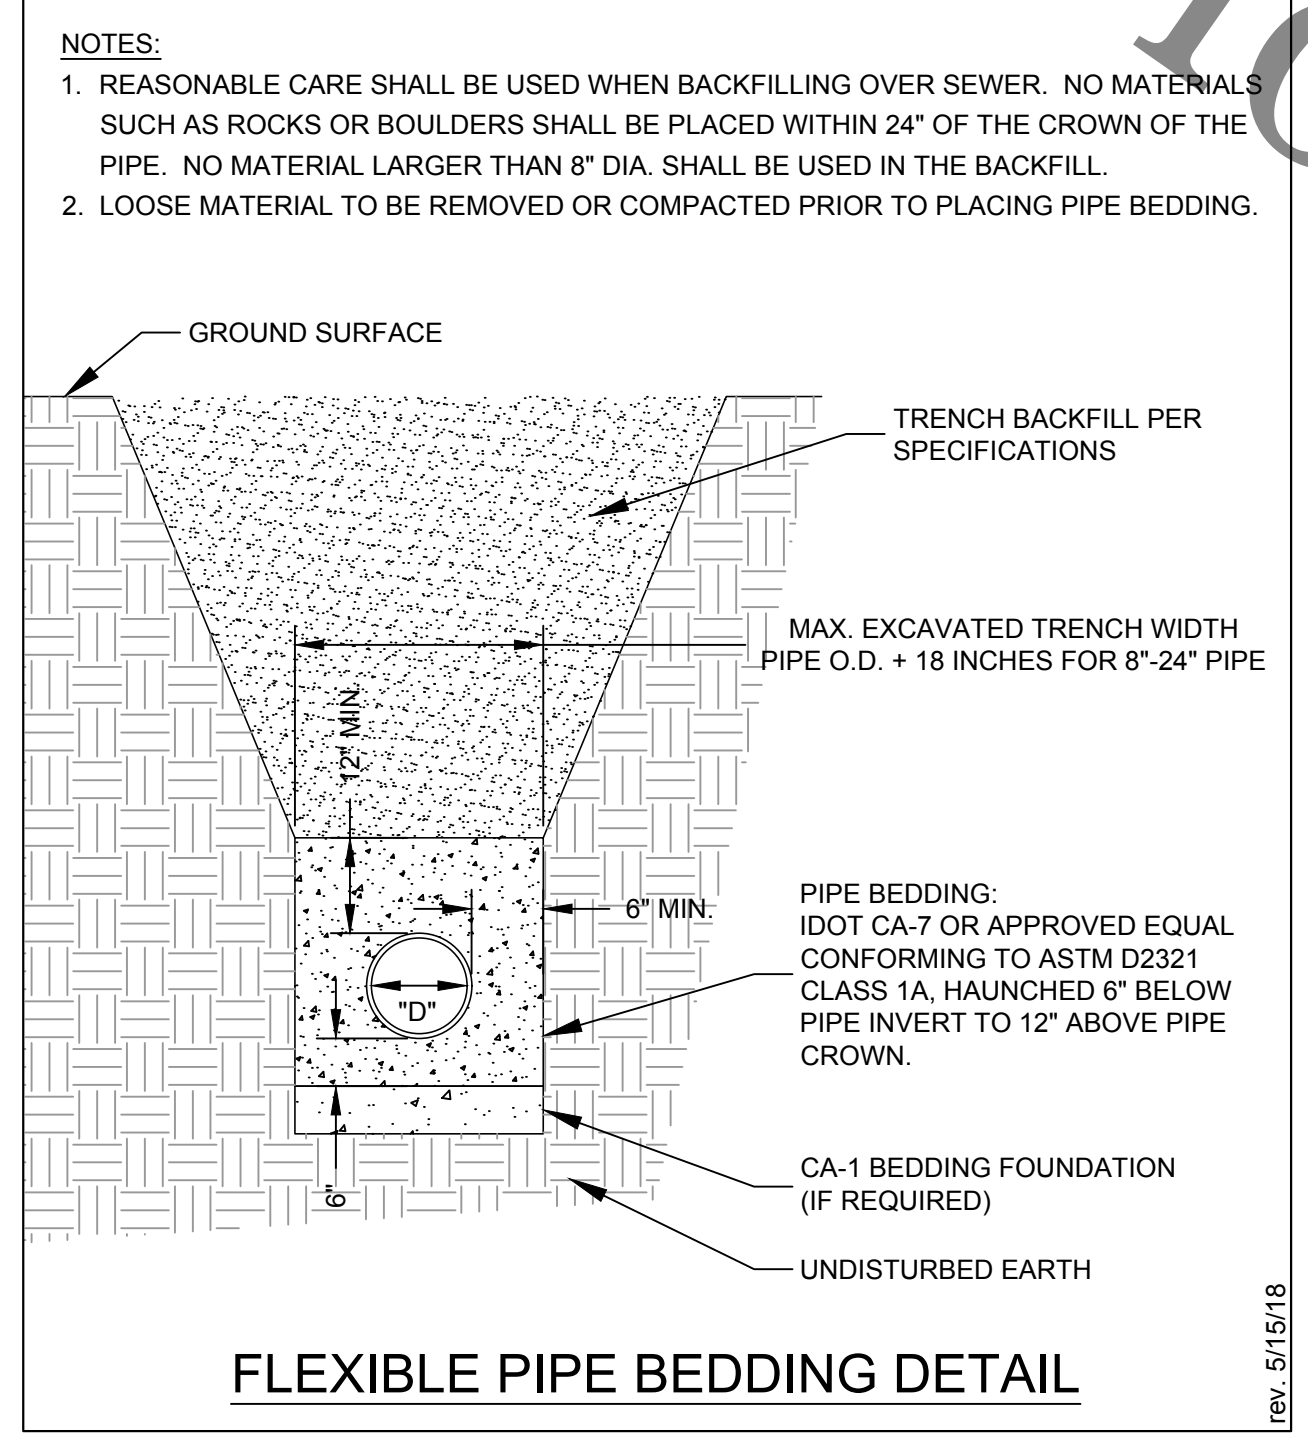 NOTES:
1. REASONABLE CARE SHALL BE USED WHEN BACKFILLING OVER SEWER. NO MATERIALS
SUCH AS ROCKS OR BOULDERS SHALL BE PLACED WITHIN 24" OF THE CROWN OF THE
PIPE. NO MATERIAL LARGER THAN 8" DIA. SHALL BE USED IN THE BACKFILL.
2. LOOSE MATERIAL TO BE REMOVED OR COMPACTED PRIOR TO PLACING PIPE BEDDING.
GROUND SURFACE
TRENCH BACKFILL PER
SPECIFICATIONS
MAX. EXCAVATED TRENCH WIDTH
PIPE O.D. + 18 INCHES FOR 8"-24" PIPE
12" MIN
6" MIN.
"D"
PIPE BEDDING:
IDOT CA-7 OR APPROVED EQUAL
CONFORMING TO ASTM D2321
CLASS 1A, HAUNCHED 6" BELOW
PIPE INVERT TO 12" ABOVE PIPE
CROWN.
6"
CA-1 BEDDING FOUNDATION
(IF REQUIRED)
UNDISTURBED EARTH
FLEXIBLE PIPE BEDDING DETAIL
rev. 5/15/18